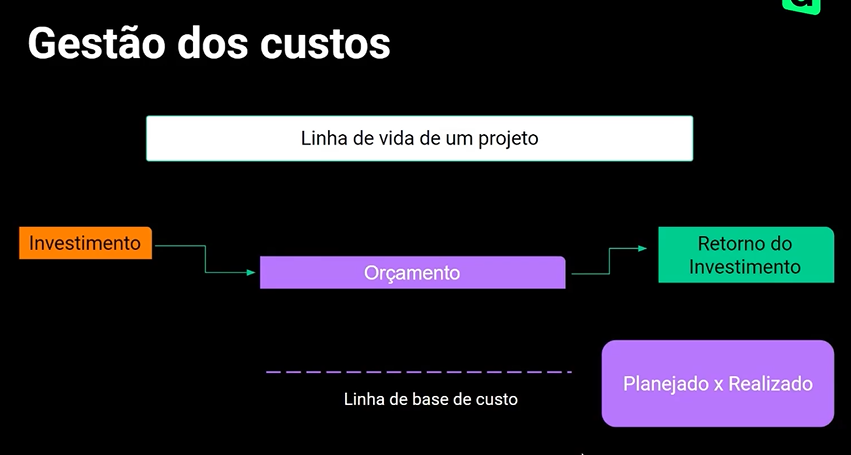 Gestão dos custos
Linha de vida de um projeto
Investimento
Orçamento
Retorno do
Investimento
Linha de base de custo
Planejado x Realizado